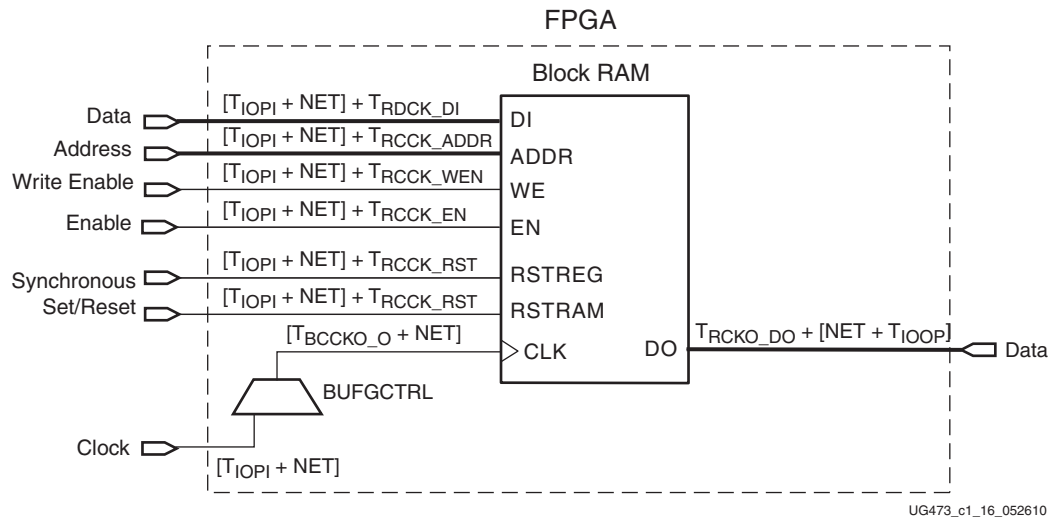 FPGA
Block RAM
Data
[TIOPI + NET] + TRDCK_DI
DI
Address
[TIOPI + NET] + TRCCK_ADDR
ADDR
Write Enable
[TIOPI + NET] + TRCCK_WEN
WE
Enable
[TIOPI + NET] + TRCCK_EN
EN
Synchronous
Set/Reset
[TIOPI + NET] + TRCCK_RST
RSTREG
[TIOPI + NET] + TRCCK_RST
RSTRAM
[TBCCKO_O + NET]
CLK
DO
TRCKO_DO + [NET + TIOOP]
Data
BUFGCTRL
Clock
[TIOPI + NET]
UG473_c1_16_052610